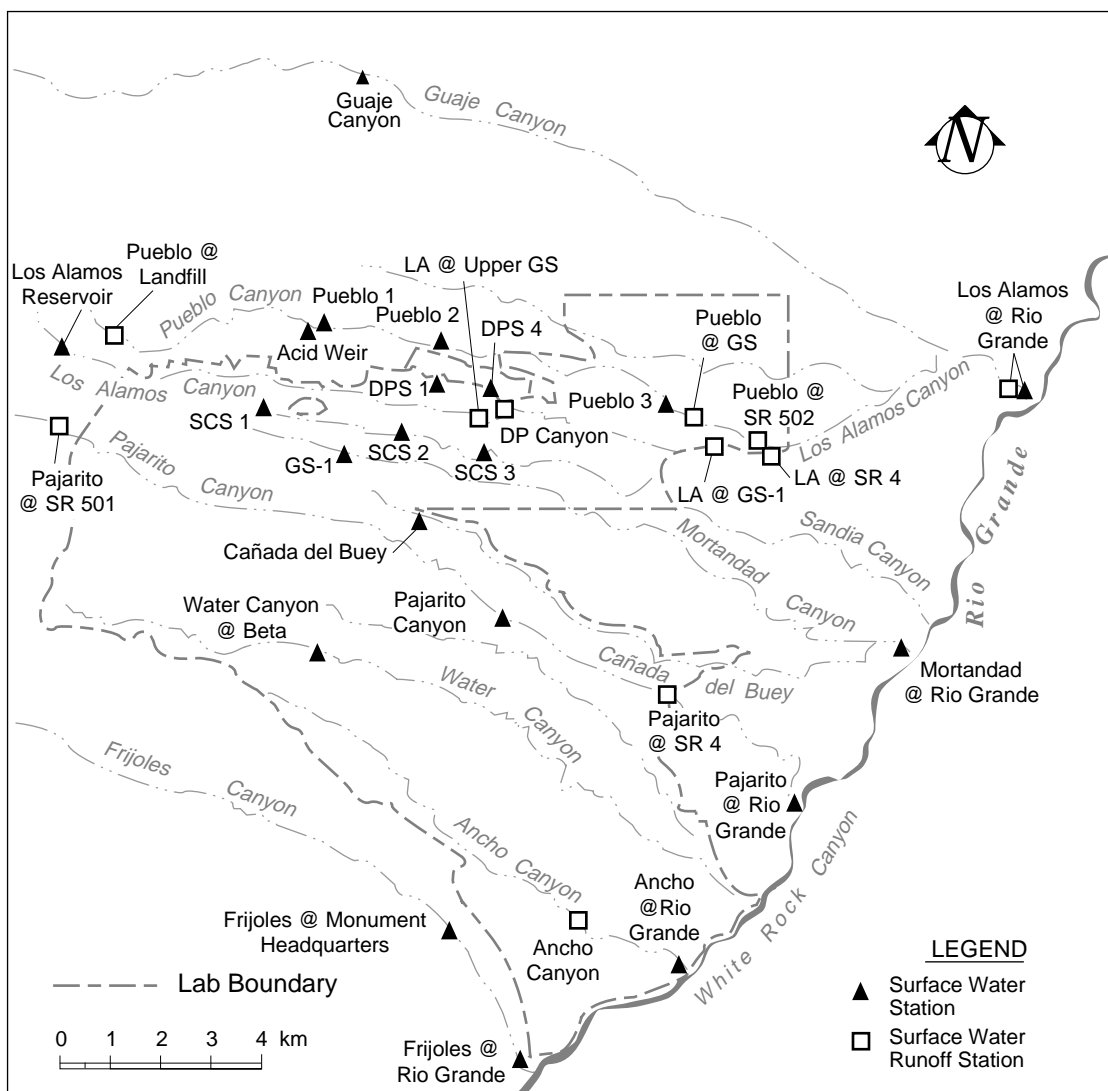 Guaje
Canyon
Guaje Canyon
N
Los Alamos
Reservoir
Pueblo @
Landfill
Pueblo Canyon
Pueblo 1
Acid Weir
LA @ Upper GS
Pueblo 2
DPS 4
DPS 1
Pueblo
@ GS
Pueblo 3
Pueblo @
SR 502
Los Alamos
@ Rio
Grande
Los Alamos Canyon
Los Alamos Canyon
SCS 1
SCS 2
SCS 3
DP Canyon
GS-1
LA @ GS-1
LA @ SR 4
Pajarito
@ SR 501
Pajarito
Canyon
Cañada del Buey
Mortandad
Canyon
Sandia Canyon
Rio Grande
Water Canyon
@ Beta
Pajarito
Canyon
Cañada
del Buey
Mortandad
@ Rio Grande
Water
Canyon
Pajarito
@ SR 4
Pajarito
@ Rio
Grande
Frijoles
Canyon
Ancho Canyon
Ancho
@Rio
Grande
White Rock Canyon
Frijoles @ Monument
Headquarters
Ancho
Canyon
Frijoles @
Rio Grande
Lab Boundary
0 1 2 3 4 km
LEGEND
Surface Water
Station
Surface Water
Runoff Station